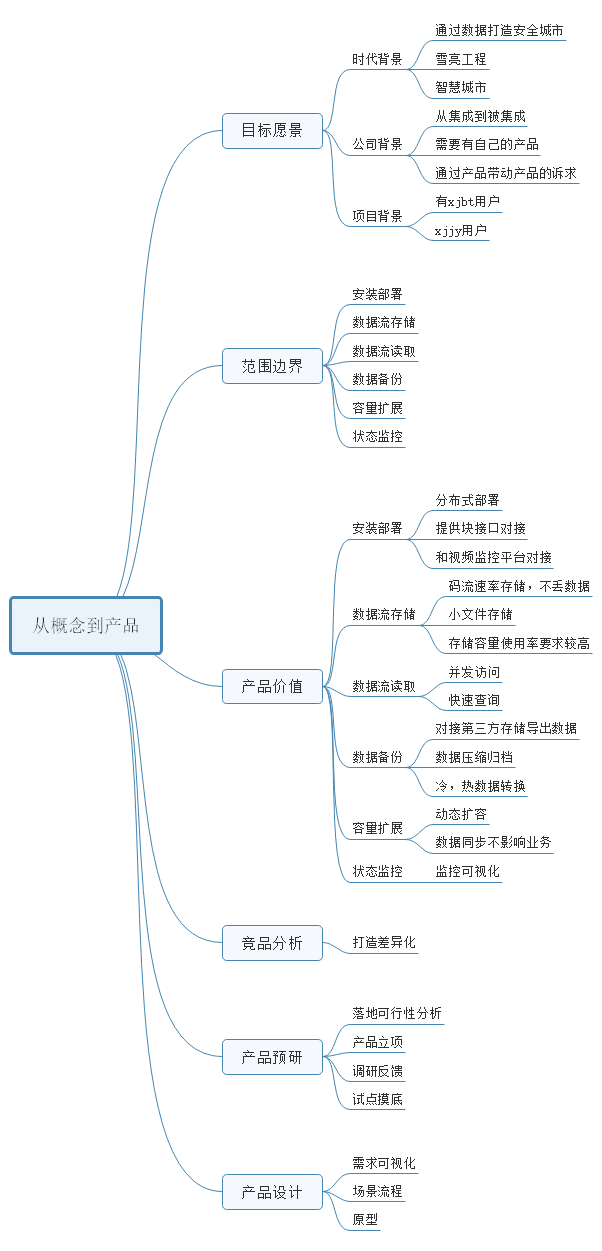 从概念到产品
目标愿景
时代背景
通过数据打造安全城市
雪亮工程
智慧城市
公司背景
从集成到被集成
需要有自己的产品
通过产品带动产品的诉求
项目背景
有xjbt用户
xjjy用户
范围边界
安装部署
数据流存储
数据流读取
数据备份
容量扩展
状态监控
产品价值
安装部署
分布式部署
提供块接口对接
和视频监控平台对接
数据流存储
码流速率存储，不丢数据
小文件存储
存储容量使用率要求较高
数据流读取
并发访问
快速查询
数据备份
对接第三方存储导出数据
数据压缩归档
冷，热数据转换
容量扩展
动态扩容
数据同步不影响业务
状态监控
监控可视化
竞品分析
打造差异化
产品预研
落地可行性分析
产品立项
调研反馈
试点摸底
产品设计
需求可视化
场景流程
原型